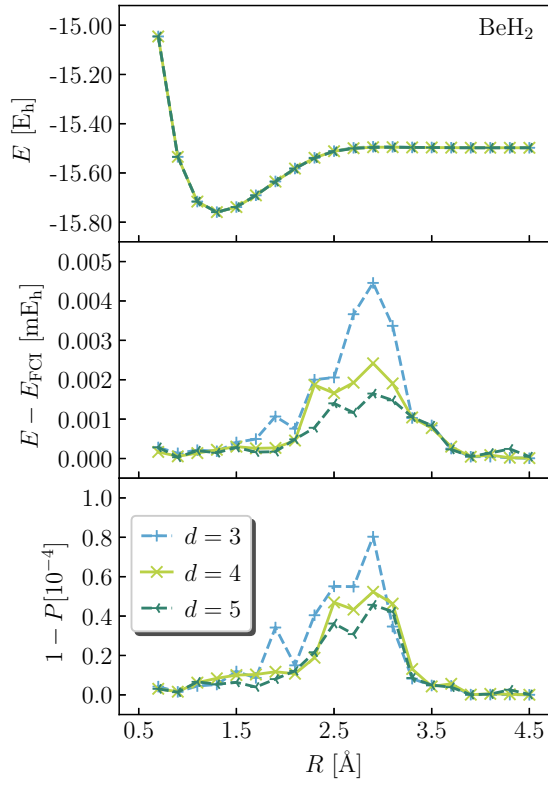 BeH₂
-15.00
-15.20
-15.40
-15.60
-15.80
E [Eₕ]
0.005
0.004
0.003
0.002
0.001
0.000
E − E_FCI [mEₕ]
1.0
0.8
0.6
0.4
0.2
0.0
1 − P[10⁻⁴]
d = 3
d = 4
d = 5
0.5 1.5 2.5 3.5 4.5
R [Å]